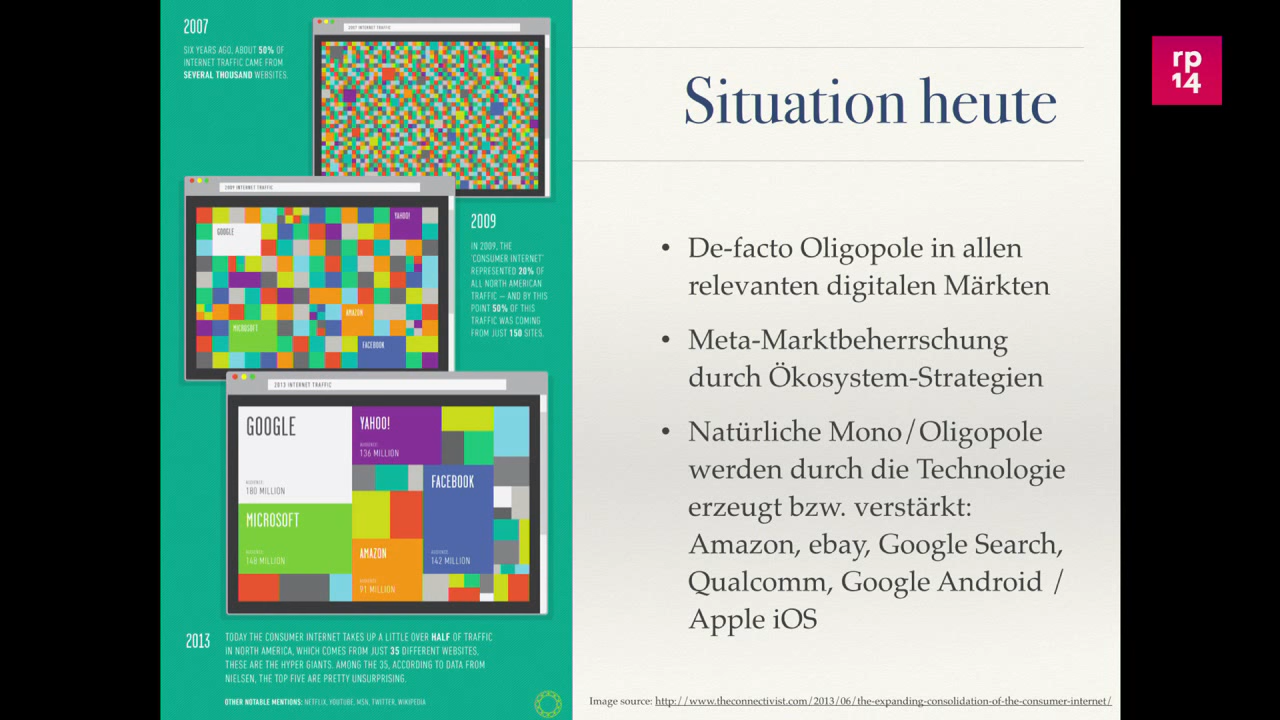 2007
SIX YEARS AGO, ABOUT 50% OF
INTERNET TRAFFIC CAME FROM
SEVERAL THOUSAND WEBSITES.
2007 INTERNET TRAFFIC
2009 INTERNET TRAFFIC
GOOGLE
YAHOO!
MICROSOFT
AMAZON
FACEBOOK
2009
IN 2009, THE
'CONSUMER INTERNET'
REPRESENTED 20% OF
ALL NORTH AMERICAN
TRAFFIC — AND BY THIS
POINT 50% OF THIS
TRAFFIC WAS COMING
FROM JUST 150 SITES.
2013 INTERNET TRAFFIC
GOOGLE
AUDIENCE:
180 MILLION
YAHOO!
AUDIENCE:
136 MILLION
FACEBOOK
AUDIENCE:
142 MILLION
MICROSOFT
AUDIENCE:
148 MILLION
AMAZON
AUDIENCE:
91 MILLION
2013
TODAY THE CONSUMER INTERNET TAKES UP A LITTLE OVER HALF OF TRAFFIC
IN NORTH AMERICA, WHICH COMES FROM JUST 35 DIFFERENT WEBSITES.
THESE ARE THE HYPER GIANTS. AMONG THE 35, ACCORDING TO DATA FROM
NIELSEN, THE TOP FIVE ARE PRETTY UNSURPRISING.
OTHER NOTABLE MENTIONS: NETFLIX, YOUTUBE, MSN, TWITTER, WIKIPEDIA
Situation heute
• De-facto Oligopole in allen
relevanten digitalen Märkten
• Meta-Marktbeherrschung
durch Ökosystem-Strategien
• Natürliche Mono/Oligopole
werden durch die Technologie
erzeugt bzw. verstärkt:
Amazon, ebay, Google Search,
Qualcomm, Google Android /
Apple iOS
Image source: http://www.theconnectivist.com/2013/06/the-expanding-consolidation-of-the-consumer-internet/
rp
14